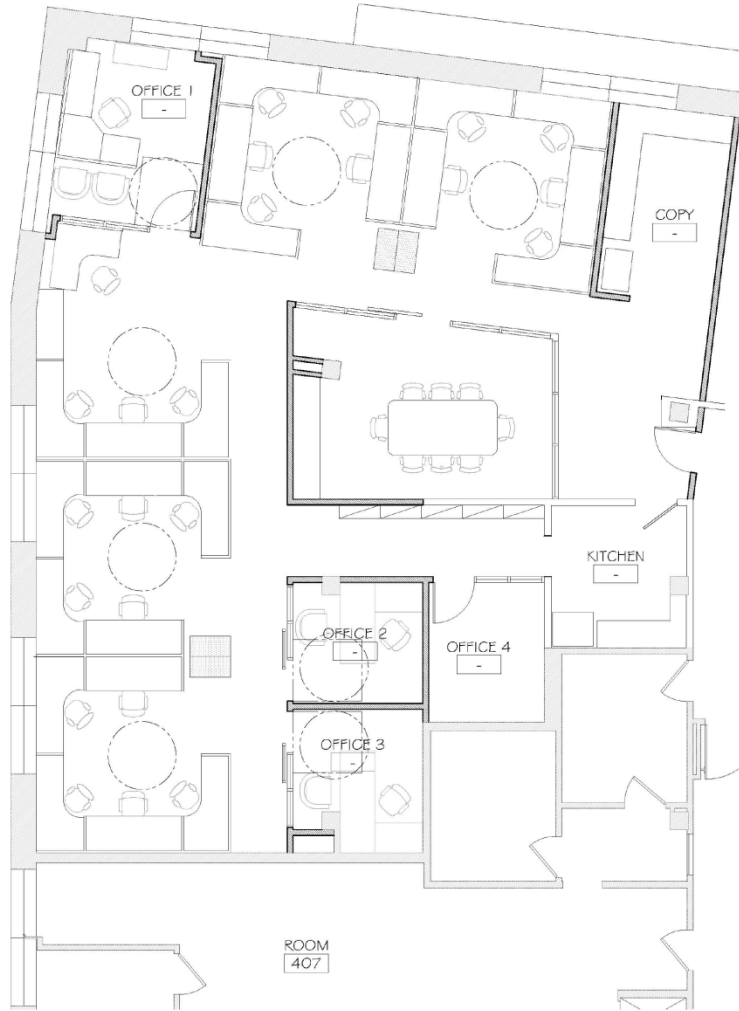 OFFICE 1
-
COPY
-
KITCHEN
-
OFFICE 2
-
OFFICE 4
-
OFFICE 3
-
ROOM
407